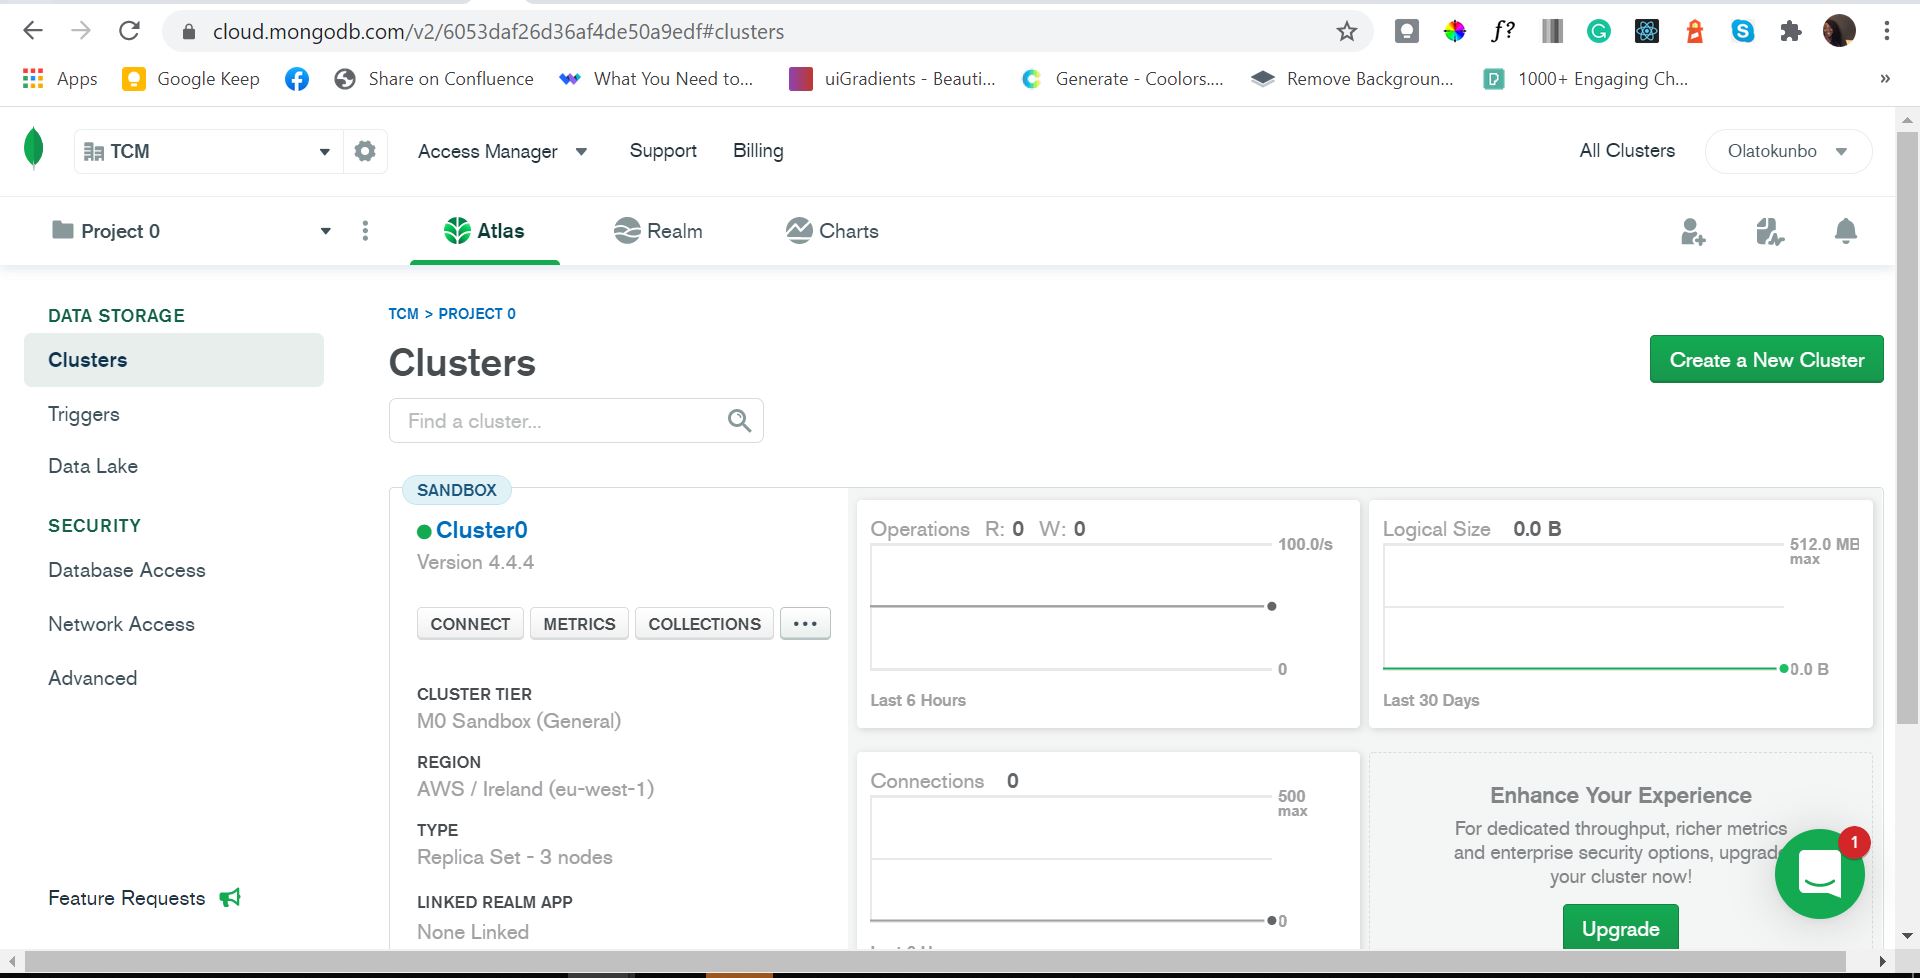 cloud.mongodb.com/v2/6053daf26d36af4de50a9edf#clusters
f?
Apps
Google Keep
Share on Confluence
What You Need to...
uiGradients - Beauti...
Generate - Coolors....
Remove Backgroun...
1000+ Engaging Ch...
»
TCM
Access Manager
Support
Billing
All Clusters
Olatokunbo
Project 0
Atlas
Realm
Charts
DATA STORAGE
Clusters
Triggers
Data Lake
SECURITY
Database Access
Network Access
Advanced
Feature Requests
TCM > PROJECT 0
Clusters
Create a New Cluster
Find a cluster...
SANDBOX
Cluster0
Version 4.4.4
CONNECT
METRICS
COLLECTIONS
...
CLUSTER TIER
M0 Sandbox (General)
REGION
AWS / Ireland (eu-west-1)
TYPE
Replica Set - 3 nodes
LINKED REALM APP
None Linked
Operations R: 0 W: 0
100.0/s
0
Last 6 Hours
Logical Size 0.0 B
512.0 MB
max
0.0 B
Last 30 Days
Connections 0
500
max
0
Enhance Your Experience
For dedicated throughput, richer metrics
and enterprise security options, upgrade
your cluster now!
Upgrade
1